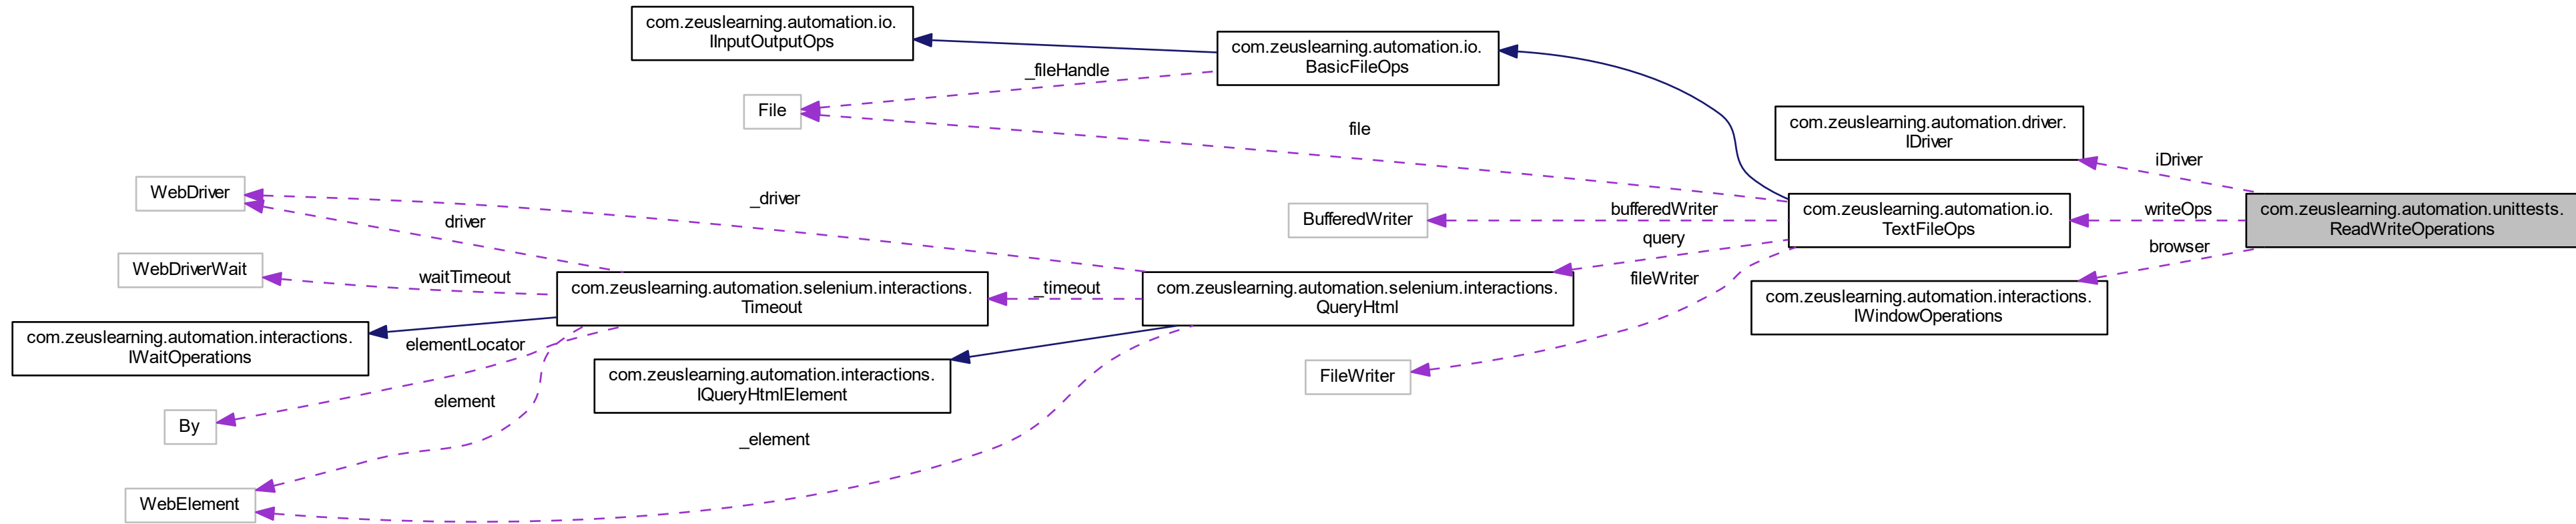 com.zeuslearning.automation.io.
IInputOutputOps
com.zeuslearning.automation.io.
BasicFileOps
_fileHandle
File
file
com.zeuslearning.automation.driver.
IDriver
iDriver
WebDriver
_driver
driver
BufferedWriter
bufferedWriter
com.zeuslearning.automation.io.
TextFileOps
writeOps
com.zeuslearning.automation.unittests.
ReadWriteOperations
query
browser
WebDriverWait
waitTimeout
com.zeuslearning.automation.selenium.interactions.
Timeout
_timeout
com.zeuslearning.automation.selenium.interactions.
QueryHtml
fileWriter
com.zeuslearning.automation.interactions.
IWindowOperations
com.zeuslearning.automation.interactions.
IWaitOperations
elementLocator
com.zeuslearning.automation.interactions.
IQueryHtmlElement
FileWriter
element
By
_element
WebElement